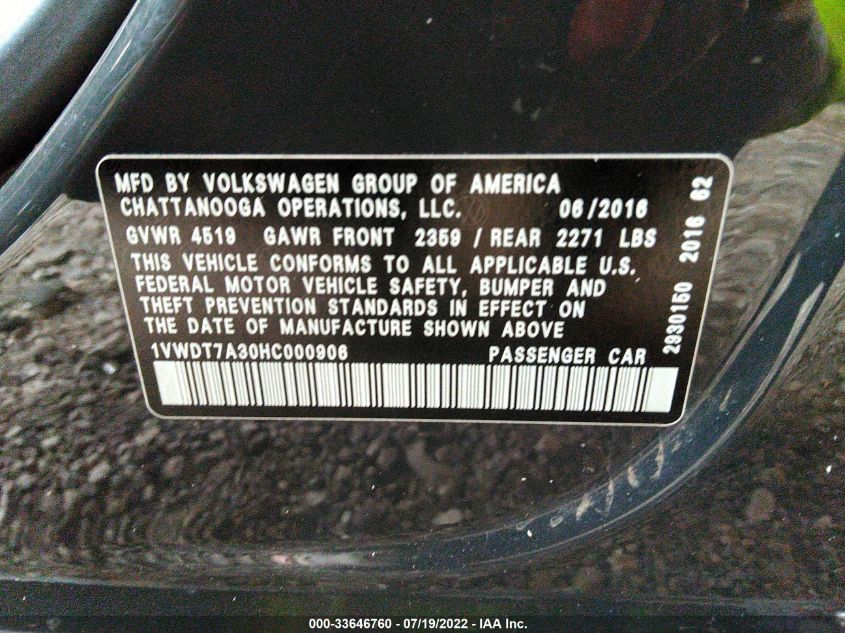 MFD BY VOLKSWAGEN GROUP OF AMERICA
CHATTANOOGA OPERATIONS, LLC. 06/2016
GVWR 4519 GAWR FRONT 2359 / REAR 2271 LBS
THIS VEHICLE CONFORMS TO ALL APPLICABLE U.S.
FEDERAL MOTOR VEHICLE SAFETY, BUMPER AND
THEFT PREVENTION STANDARDS IN EFFECT ON
THE DATE OF MANUFACTURE SHOWN ABOVE
1VWDT7A30HC000906 PASSENGER CAR
2930150 2016 62
000-33646760 - 07/19/2022 - IAA Inc.